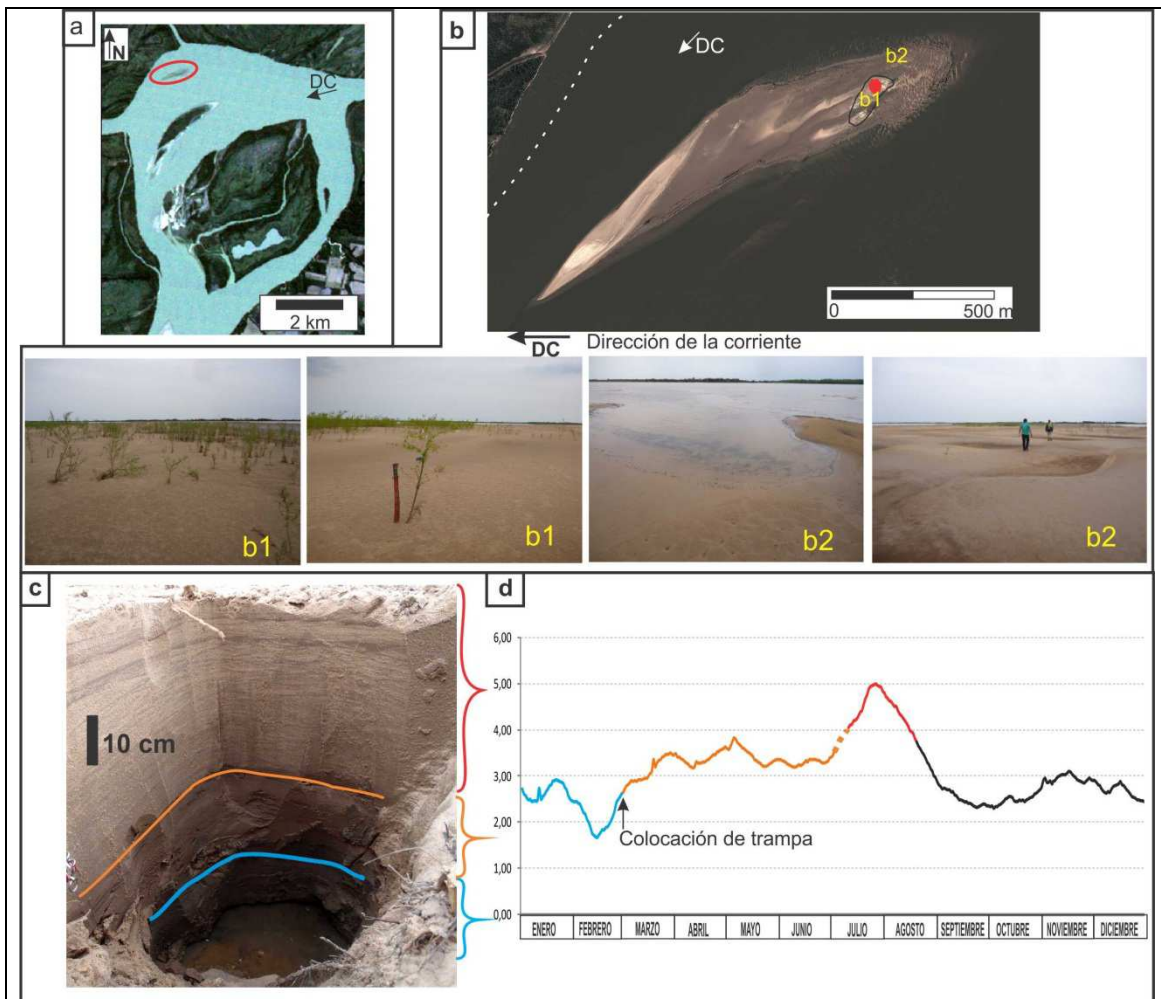 a
N
DC
2 km
b
DC
b2
b1
0 500 m
DC Dirección de la corriente
b1
b1
b2
b2
c
10 cm
d
6,00
5,00
4,00
3,00
2,00
1,00
0,00
Colocación de trampa
ENERO FEBRERO MARZO ABRIL MAYO JUNIO JULIO AGOSTO SEPTIEMBRE OCTUBRE NOVIEMBRE DICIEMBRE